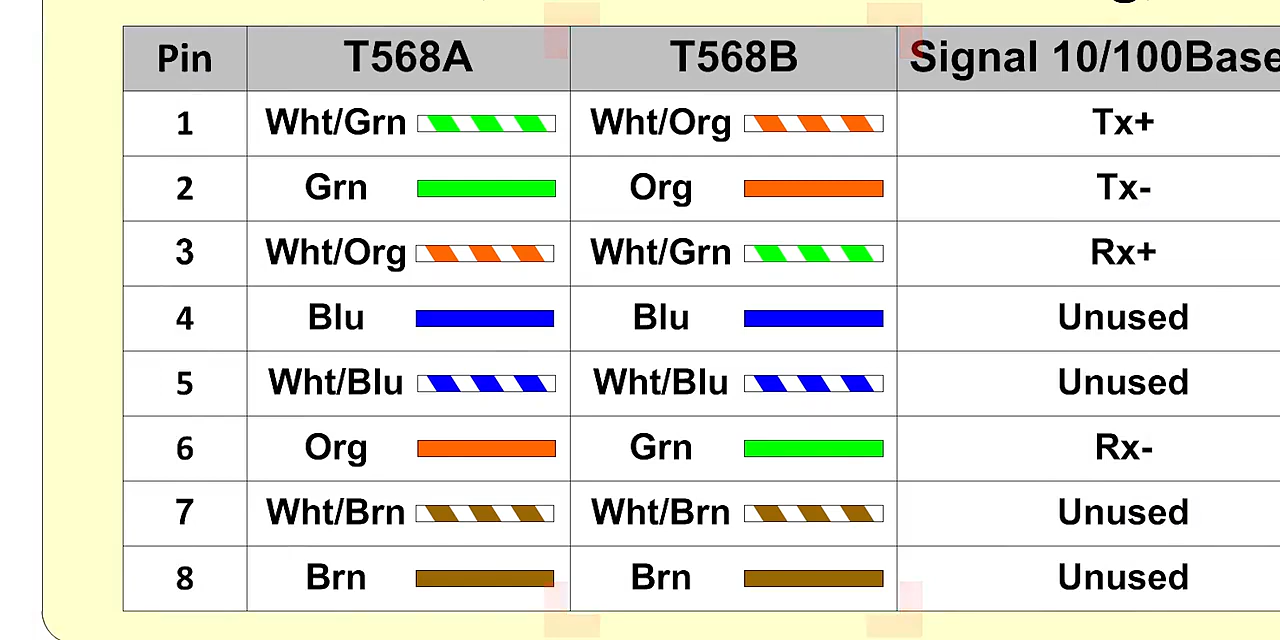 Pin T568A T568B Signal 10/100Base
1 Wht/Grn Wht/Org Tx+
2 Grn Org Tx-
3 Wht/Org Wht/Grn Rx+
4 Blu Blu Unused
5 Wht/Blu Wht/Blu Unused
6 Org Grn Rx-
7 Wht/Brn Wht/Brn Unused
8 Brn Brn Unused